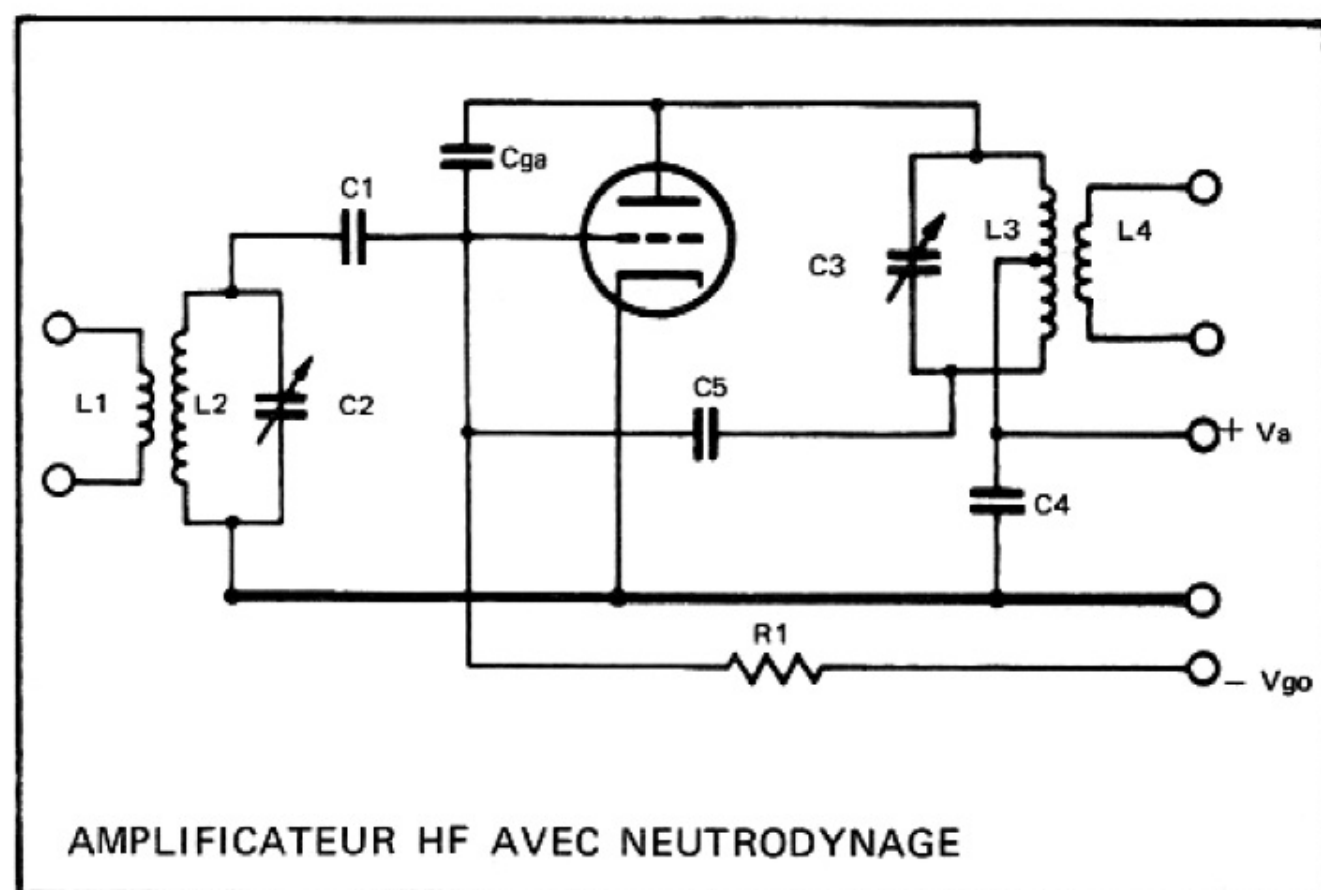 Cga
C1
L3
L4
C3
L1
L2
C2
C5
+ Va
C4
R1
- Vgo
AMPLIFICATEUR HF AVEC NEUTRODYNAGE